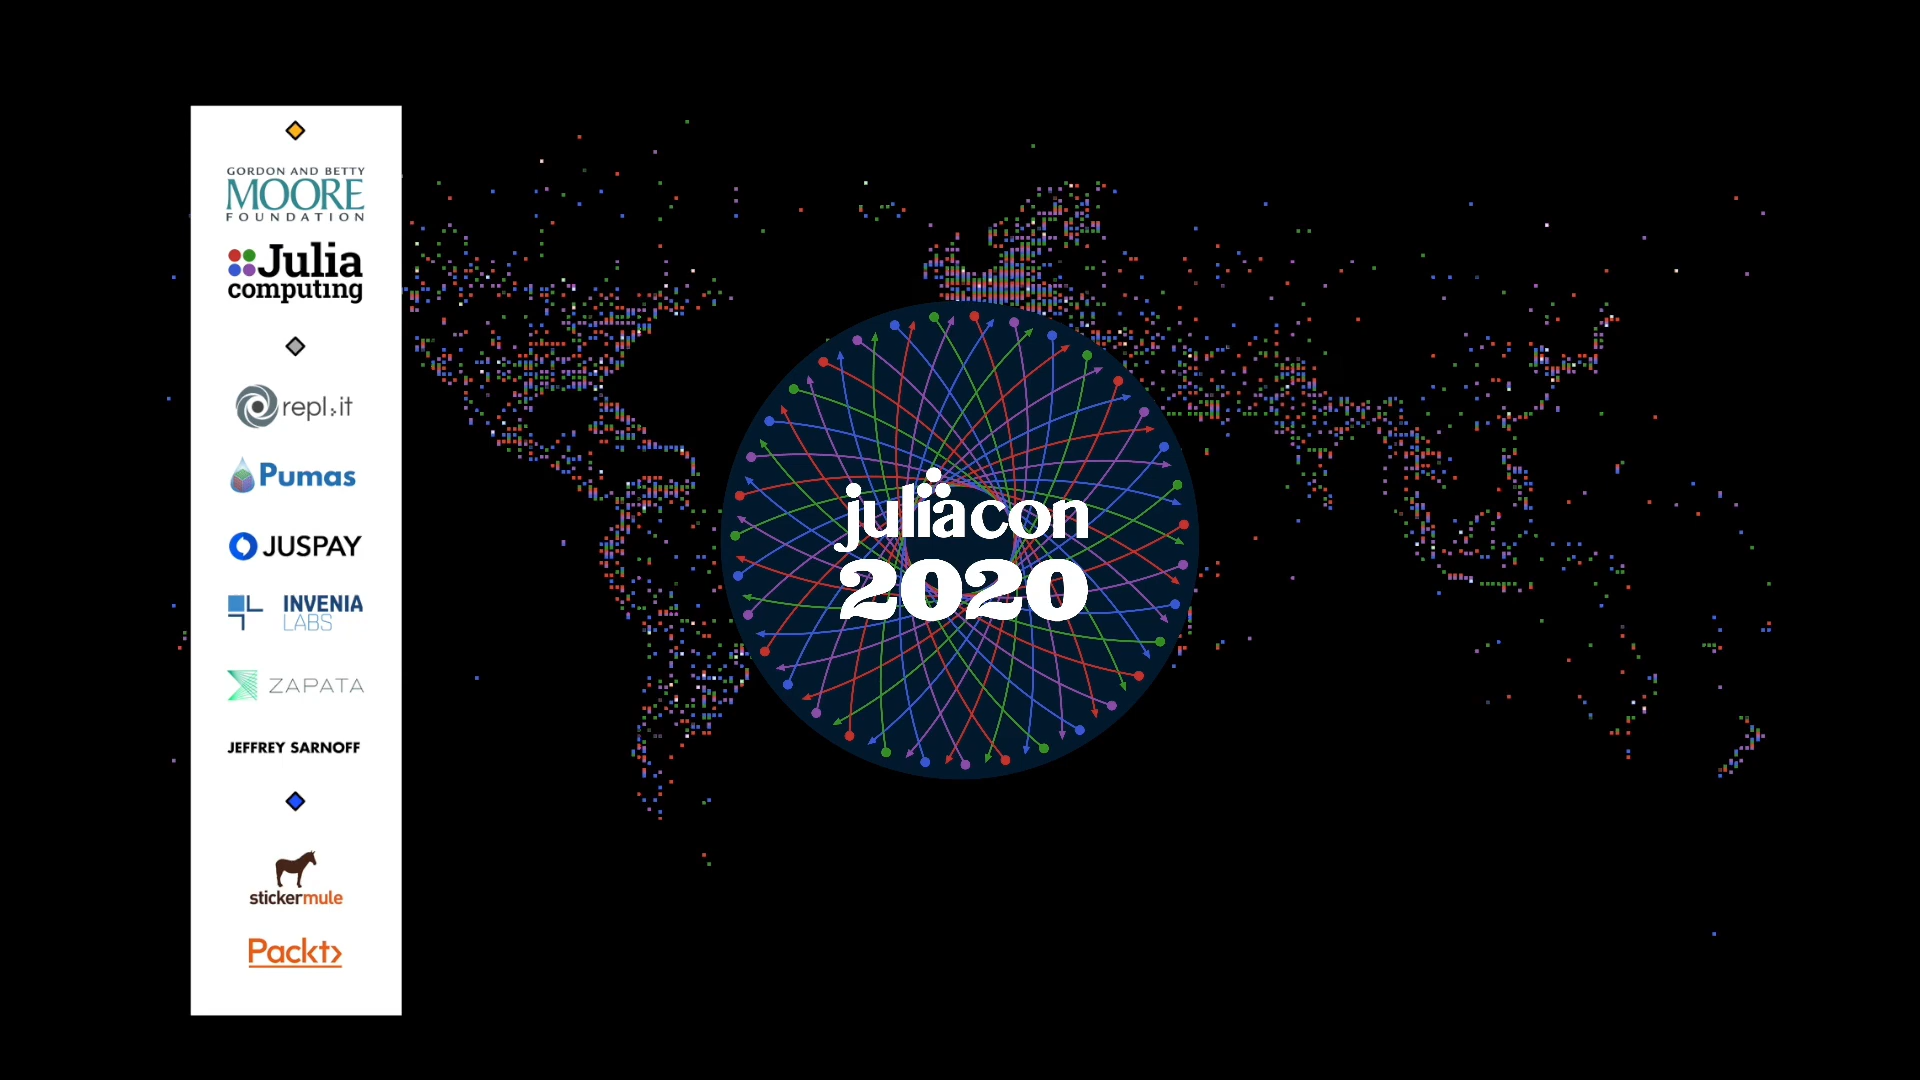 GORDON AND BETTY
MOORE
FOUNDATION
Julia
computing
repl.it
Pumas
JUSPAY
INVENIA
LABS
ZAPATA
JEFFREY SARNOFF
stickermule
Packt>
juliacon
2020